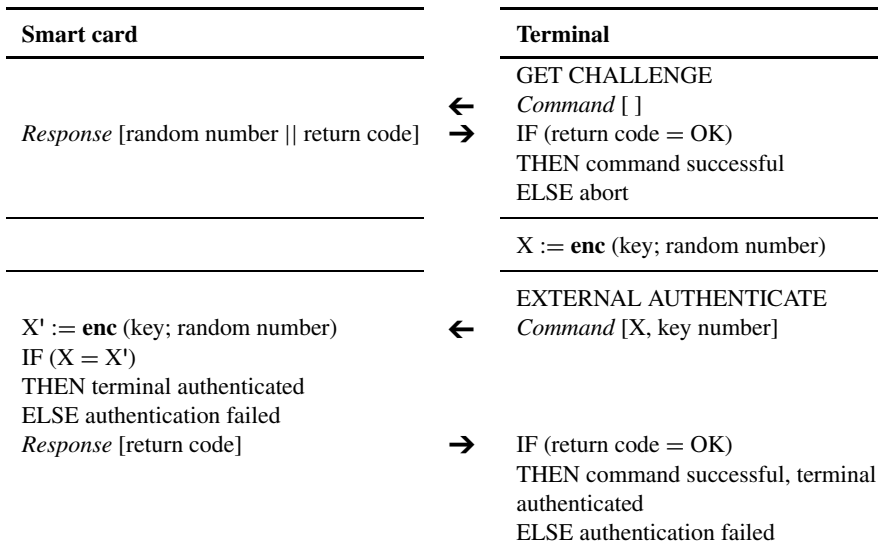 Smart card Terminal
GET CHALLENGE
← Command [ ]
Response [random number || return code] → IF (return code = OK)
THEN command successful
ELSE abort
X := enc (key; random number)
EXTERNAL AUTHENTICATE
X' := enc (key; random number) ← Command [X, key number]
IF (X = X')
THEN terminal authenticated
ELSE authentication failed
Response [return code] → IF (return code = OK)
THEN command successful, terminal
authenticated
ELSE authentication failed